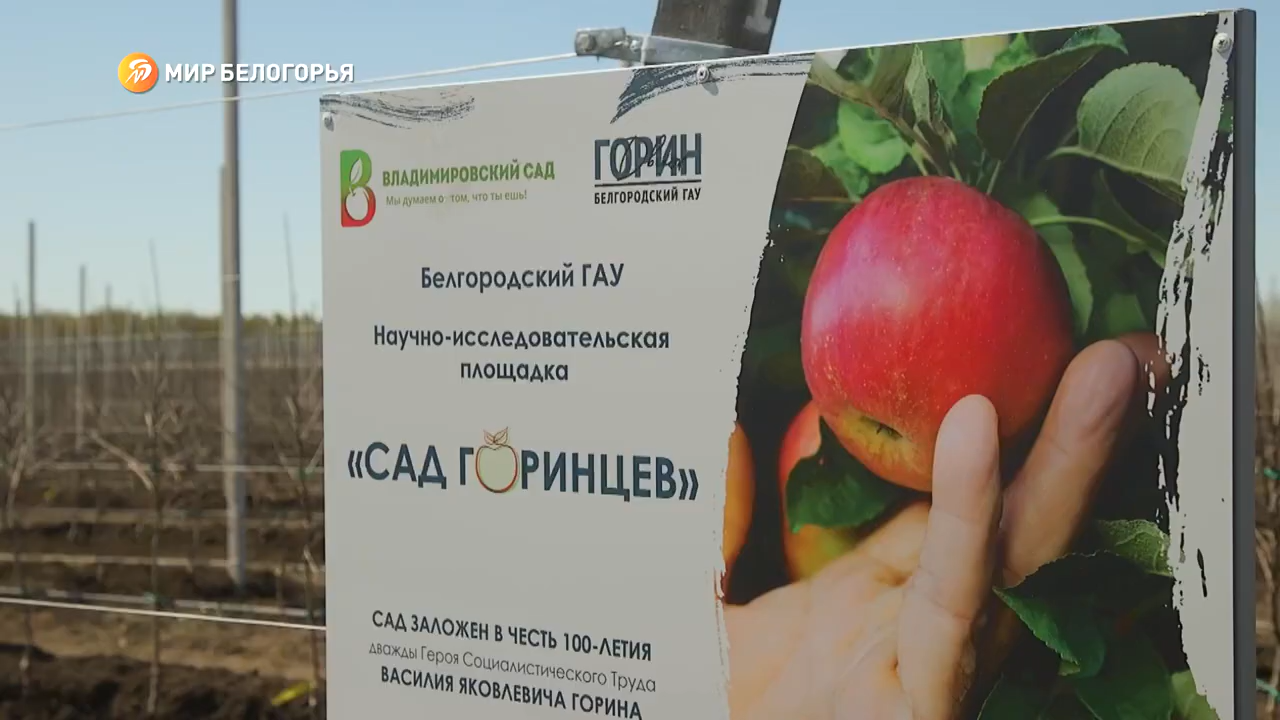 МИР БЕЛОГОРЬЯ
ВЛАДИМИРОВСКИЙ САД
Мы думаем о том, что ты ешь!
ГОРИН
БЕЛГОРОДСКИЙ ГАУ
Белгородский ГАУ
Научно-исследовательская
площадка
«САД ГОРИНЦЕВ»
САД ЗАЛОЖЕН В ЧЕСТЬ 100-ЛЕТИЯ
дважды Героя Социалистического Труда
ВАСИЛИЯ ЯКОВЛЕВИЧА ГОРИНА